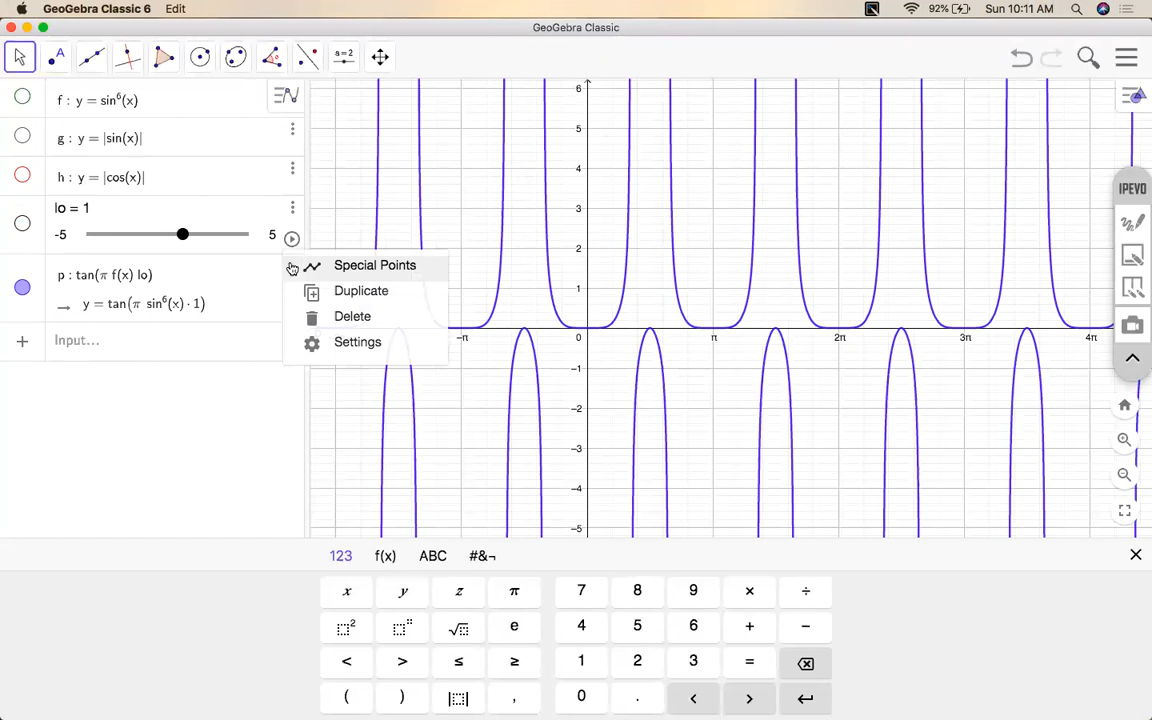 GeoGebra Classic 6 Edit 92% Sun 10:11 AM
GeoGebra Classic
A a=2
f : y = sin⁶(x)
g : y = |sin(x)|
h : y = |cos(x)|
lo = 1
-5 5
p : tan(π f(x) lo)
→ y = tan(π sin⁶(x) · 1)
+ Input...
Special Points
Duplicate
Delete
Settings
6
5
4
3
2
1
-π 0 π 2π 3π 4π
-1
-2
-3
-4
-5
IPEVO
123 f(x) ABC #&¬
x y z π 7 8 9 × ÷
² √ e 4 5 6 + −
< > ≤ ≥ 1 2 3 =
( ) | | , 0 . < >